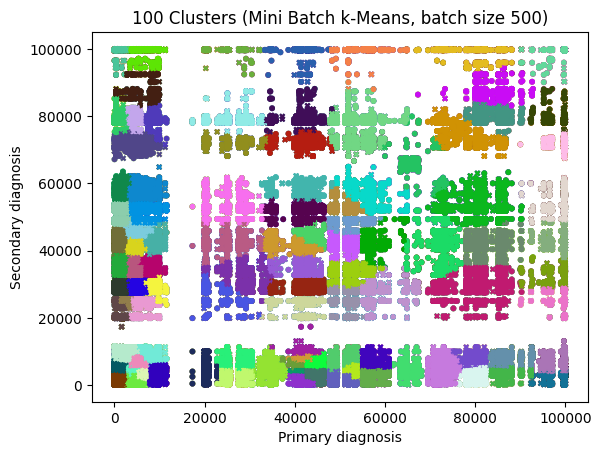 100 Clusters (Mini Batch k-Means, batch size 500)
100000
80000
60000
40000
20000
0
Secondary diagnosis
0 20000 40000 60000 80000 100000
Primary diagnosis